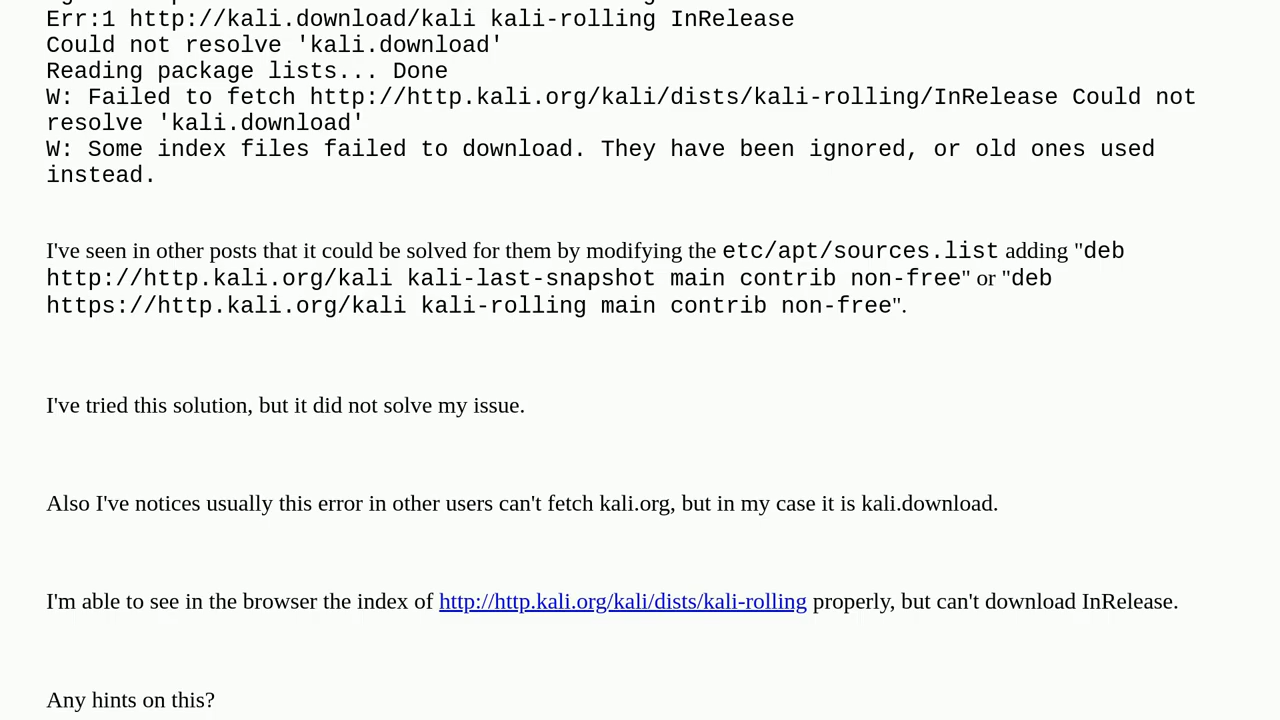 Err:1 http://kali.download/kali kali-rolling InRelease
Could not resolve 'kali.download'
Reading package lists... Done
W: Failed to fetch http://http.kali.org/kali/dists/kali-rolling/InRelease Could not
resolve 'kali.download'
W: Some index files failed to download. They have been ignored, or old ones used
instead.
I've seen in other posts that it could be solved for them by modifying the etc/apt/sources.list adding "deb
http://http.kali.org/kali kali-last-snapshot main contrib non-free" or "deb
https://http.kali.org/kali kali-rolling main contrib non-free".
I've tried this solution, but it did not solve my issue.
Also I've notices usually this error in other users can't fetch kali.org, but in my case it is kali.download.
I'm able to see in the browser the index of http://http.kali.org/kali/dists/kali-rolling properly, but can't download InRelease.
Any hints on this?